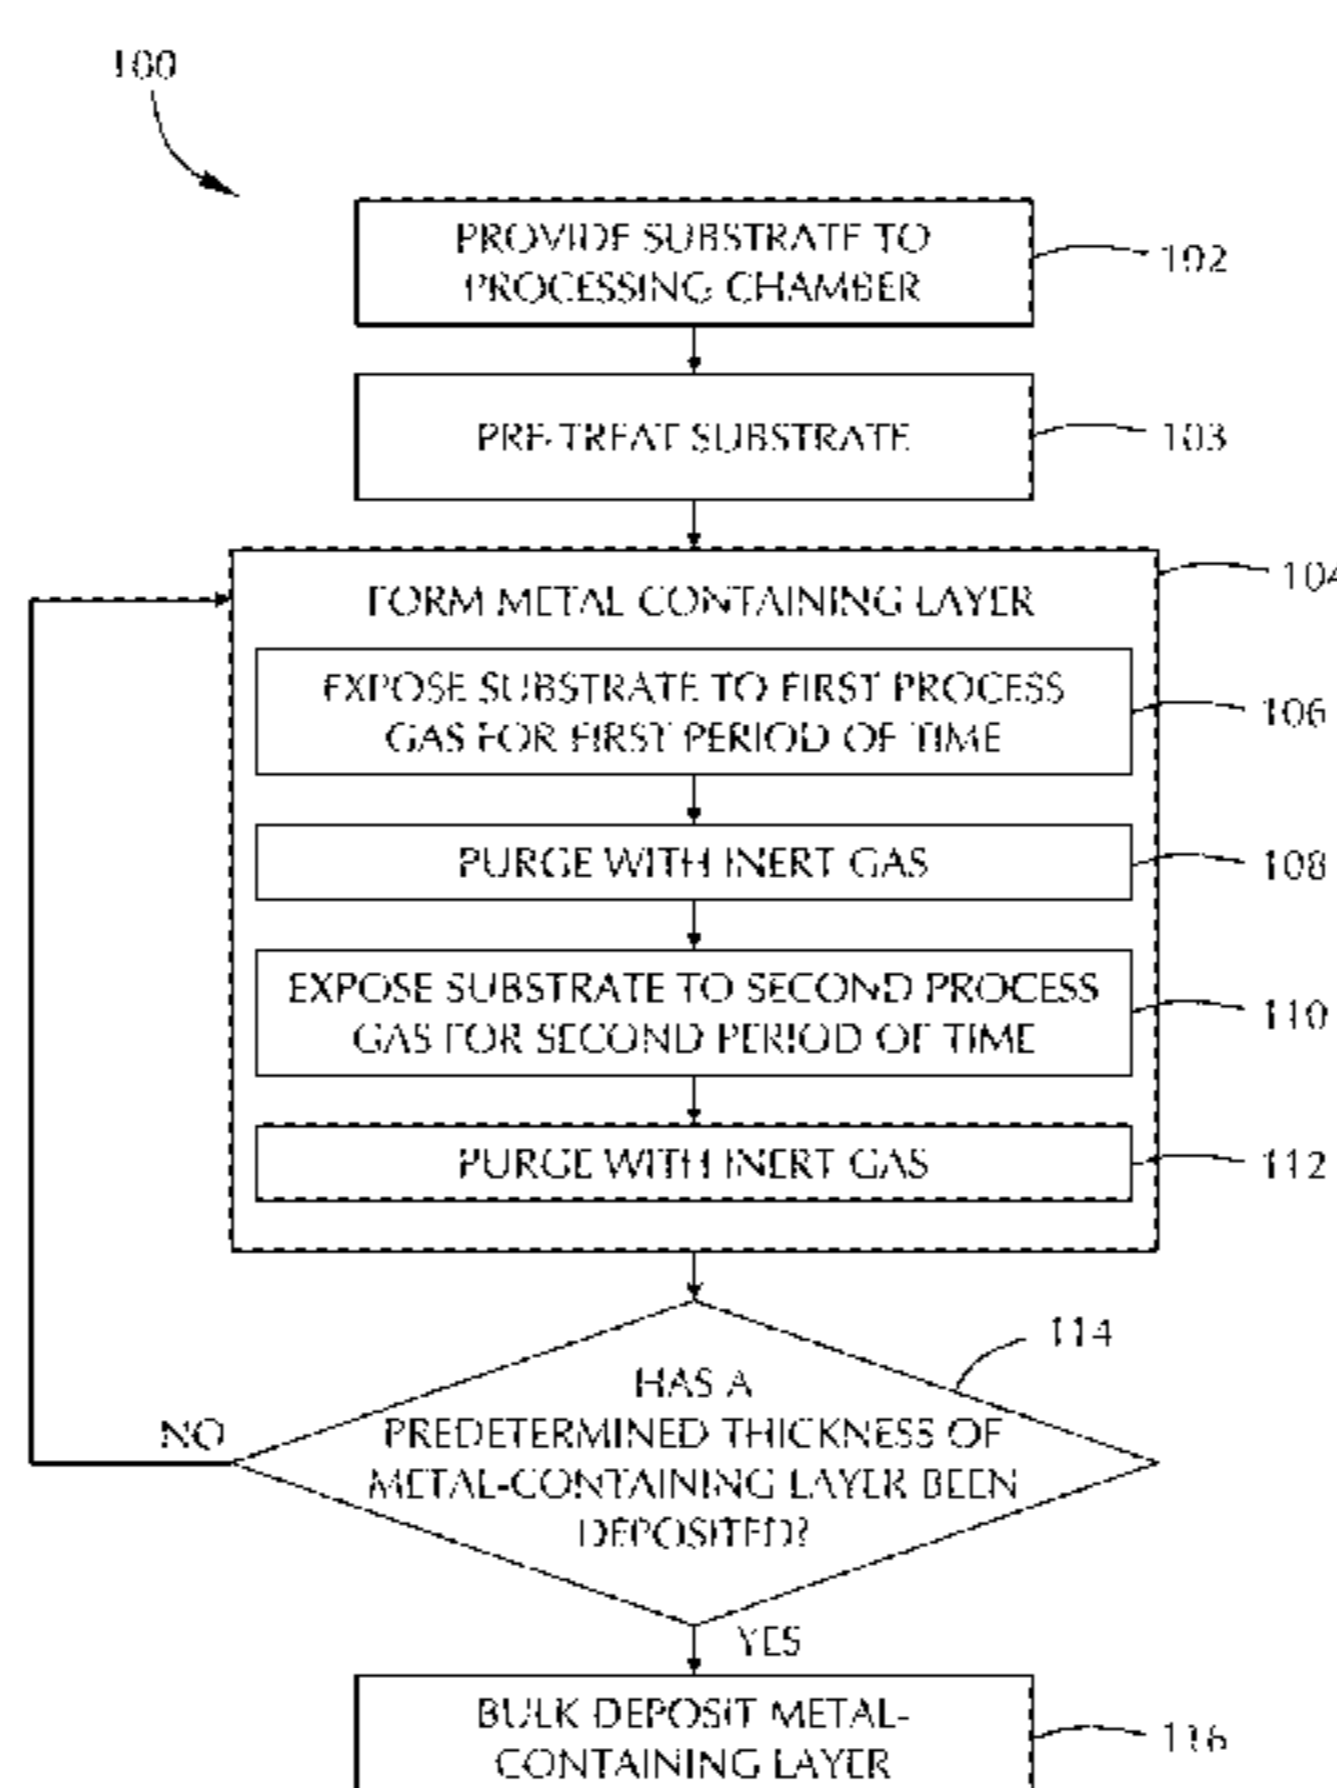 100
PROVIDE SUBSTRATE TO
PROCESSING CHAMBER
102
PRE-TREAT SUBSTRATE
103
104
FORM METAL CONTAINING LAYER
EXPOSE SUBSTRATE TO FIRST PROCESS
GAS FOR FIRST PERIOD OF TIME
106
PURGE WITH INERT GAS
108
EXPOSE SUBSTRATE TO SECOND PROCESS
GAS FOR SECOND PERIOD OF TIME
110
PURGE WITH INERT GAS
112
114
HAS A
PREDETERMINED THICKNESS OF
METAL-CONTAINING LAYER BEEN
DEPOSITED?
NO
YES
BULK DEPOSIT METAL-
CONTAINING LAYER
116